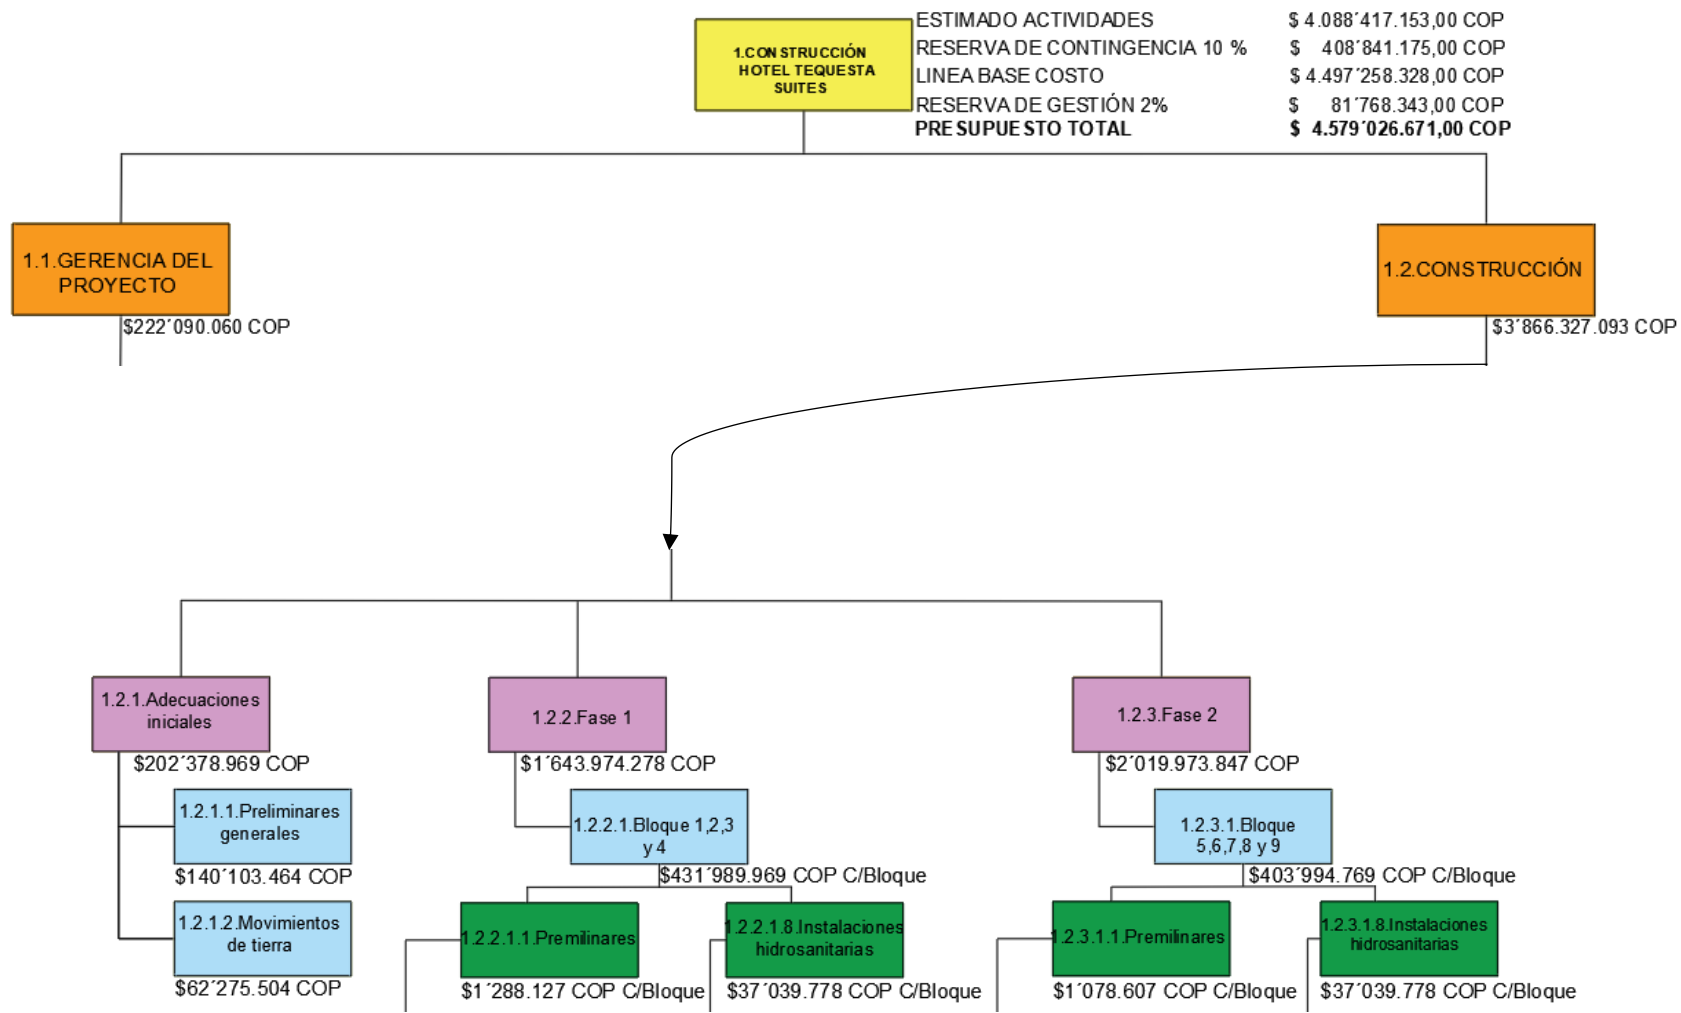 1.CONSTRUCCIÓN
HOTEL TEQUESTA
SUITES
ESTIMADO ACTIVIDADES $ 4.088´417.153,00 COP
RESERVA DE CONTINGENCIA 10 % $ 408´841.175,00 COP
LINEA BASE COSTO $ 4.497´258.328,00 COP
RESERVA DE GESTIÓN 2% $ 81´768.343,00 COP
PRESUPUESTO TOTAL $ 4.579´026.671,00 COP
1.1.GERENCIA DEL
PROYECTO
$222´090.060 COP
1.2.CONSTRUCCIÓN
$3´866.327.093 COP
1.2.1.Adecuaciones
iniciales
$202´378.969 COP
1.2.1.1.Preliminares
generales
$140´103.464 COP
1.2.1.2.Movimientos
de tierra
$62´275.504 COP
1.2.2.Fase 1
$1´643.974.278 COP
1.2.2.1.Bloque 1,2,3
y 4
$431´989.969 COP C/Bloque
1.2.2.1.1.Premilinares
$1´288.127 COP C/Bloque
1.2.2.1.8.Instalaciones
hidrosanitarias
$37´039.778 COP C/Bloque
1.2.3.Fase 2
$2´019.973.847 COP
1.2.3.1.Bloque
5,6,7,8 y 9
$403´994.769 COP C/Bloque
1.2.3.1.1.Premilinares
$1´078.607 COP C/Bloque
1.2.3.1.8.Instalaciones
hidrosanitarias
$37´039.778 COP C/Bloque